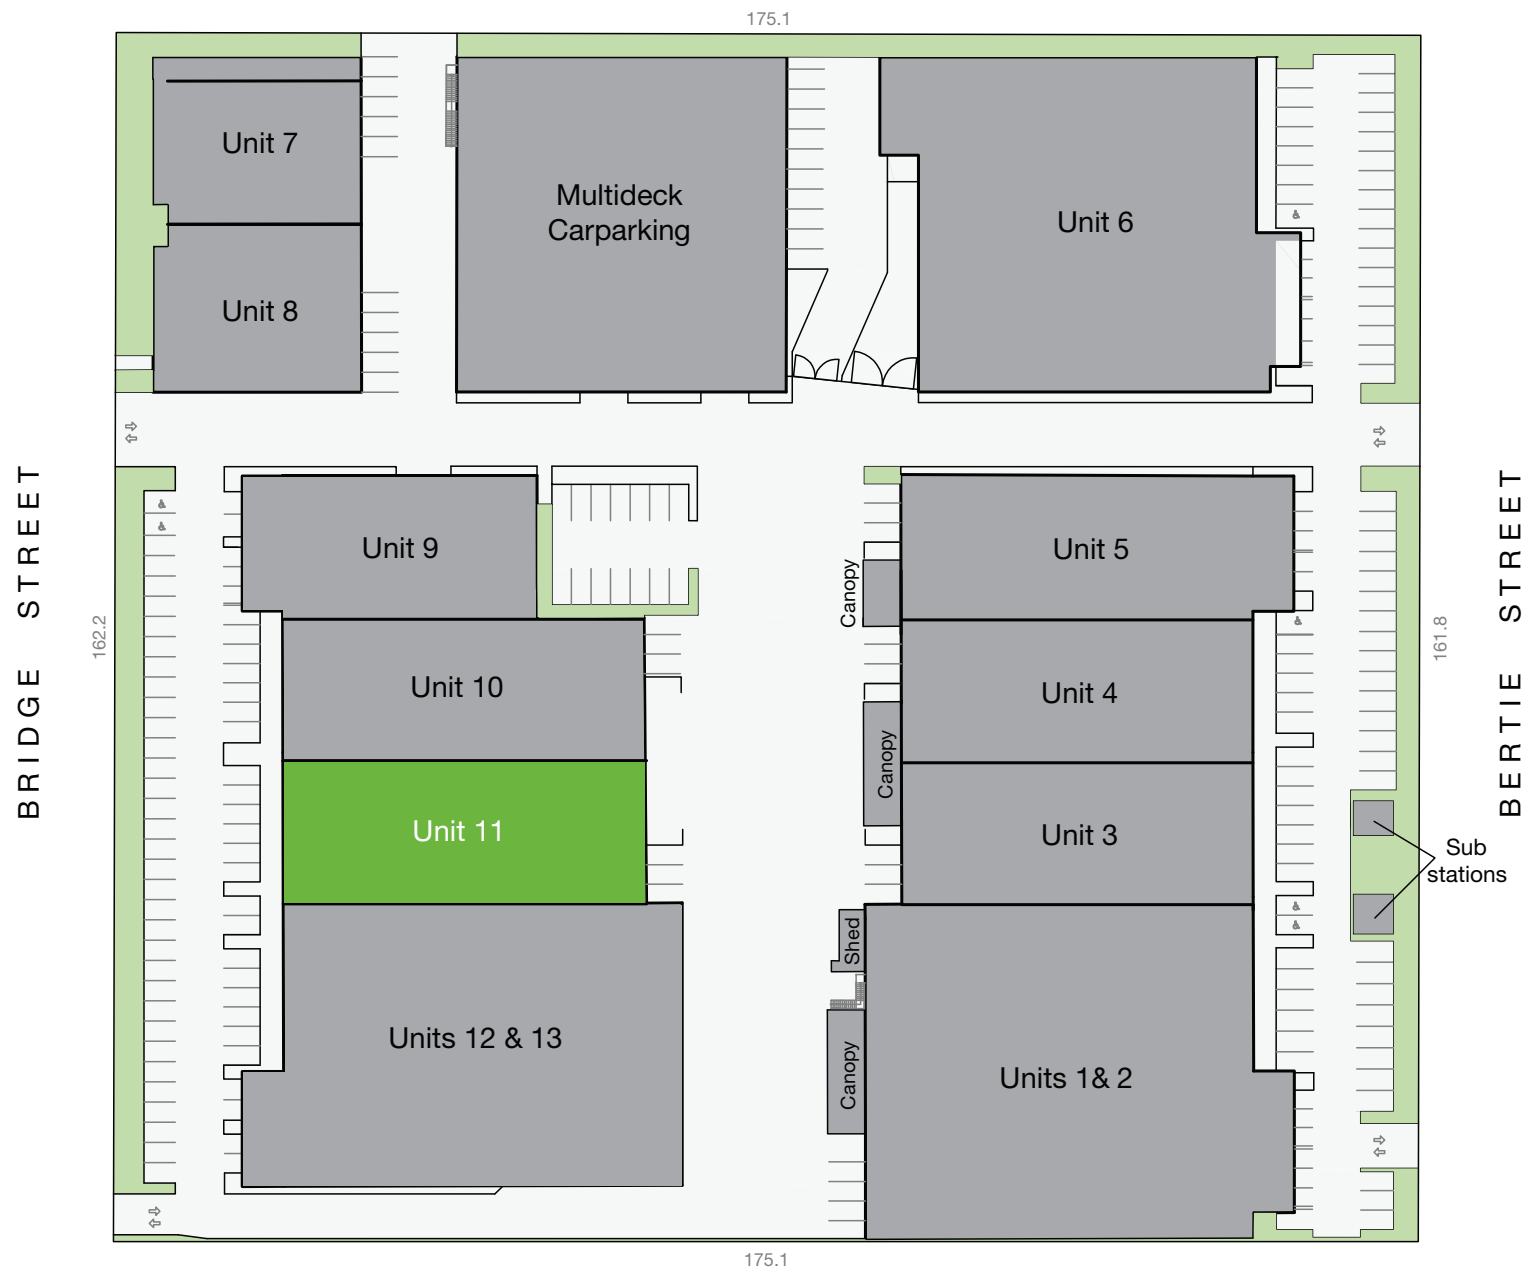 175.1
Unit 7
Multideck
Carparking
Unit 6
Unit 8
BRIDGE STREET
162.2
Unit 9
Unit 5
Canopy
BERTIE STREET
161.8
Unit 10
Unit 4
Canopy
Unit 11
Unit 3
Sub
stations
Shed
Units 12 & 13
Canopy
Units 1& 2
175.1